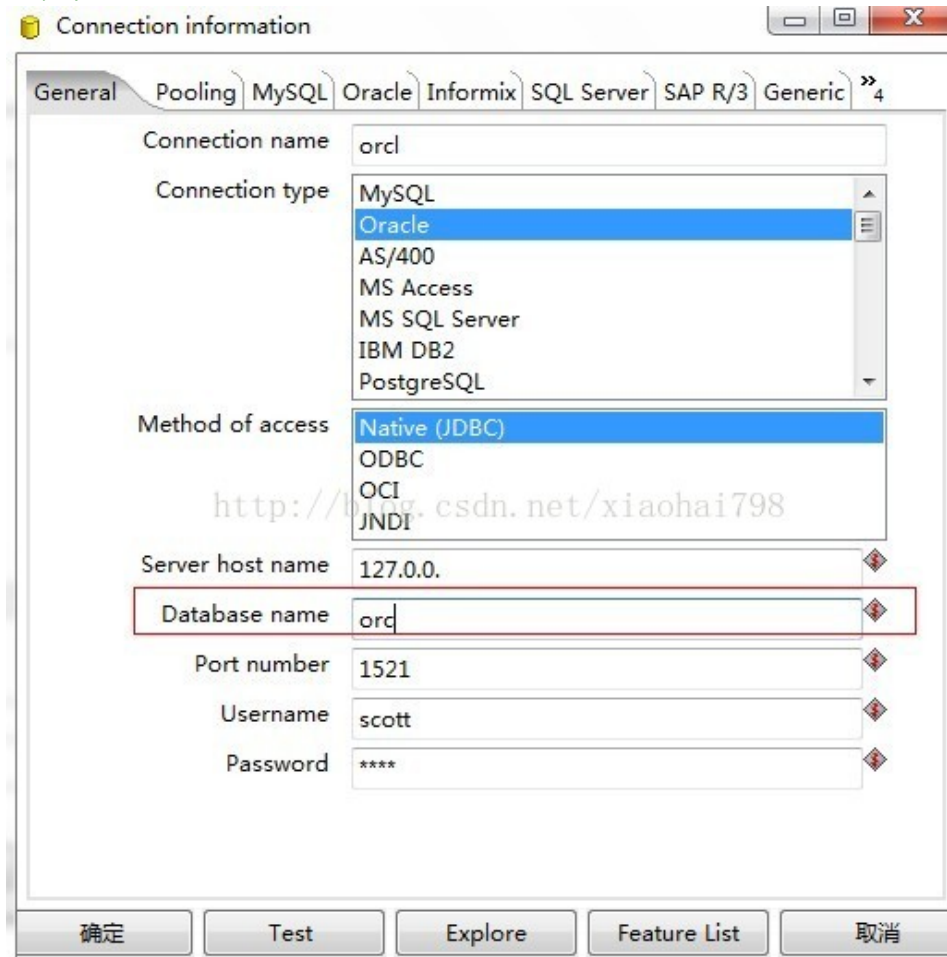 Connection information
General Pooling MySQL Oracle Informix SQL Server SAP R/3 Generic »4
Connection name orcl
Connection type MySQL
Oracle
AS/400
MS Access
MS SQL Server
IBM DB2
PostgreSQL
Method of access Native (JDBC)
ODBC
OCI
JNDI
http://blog.csdn.net/xiaohai798
Server host name 127.0.0.
Database name orc
Port number 1521
Username scott
Password ****
确定 Test Explore Feature List 取消